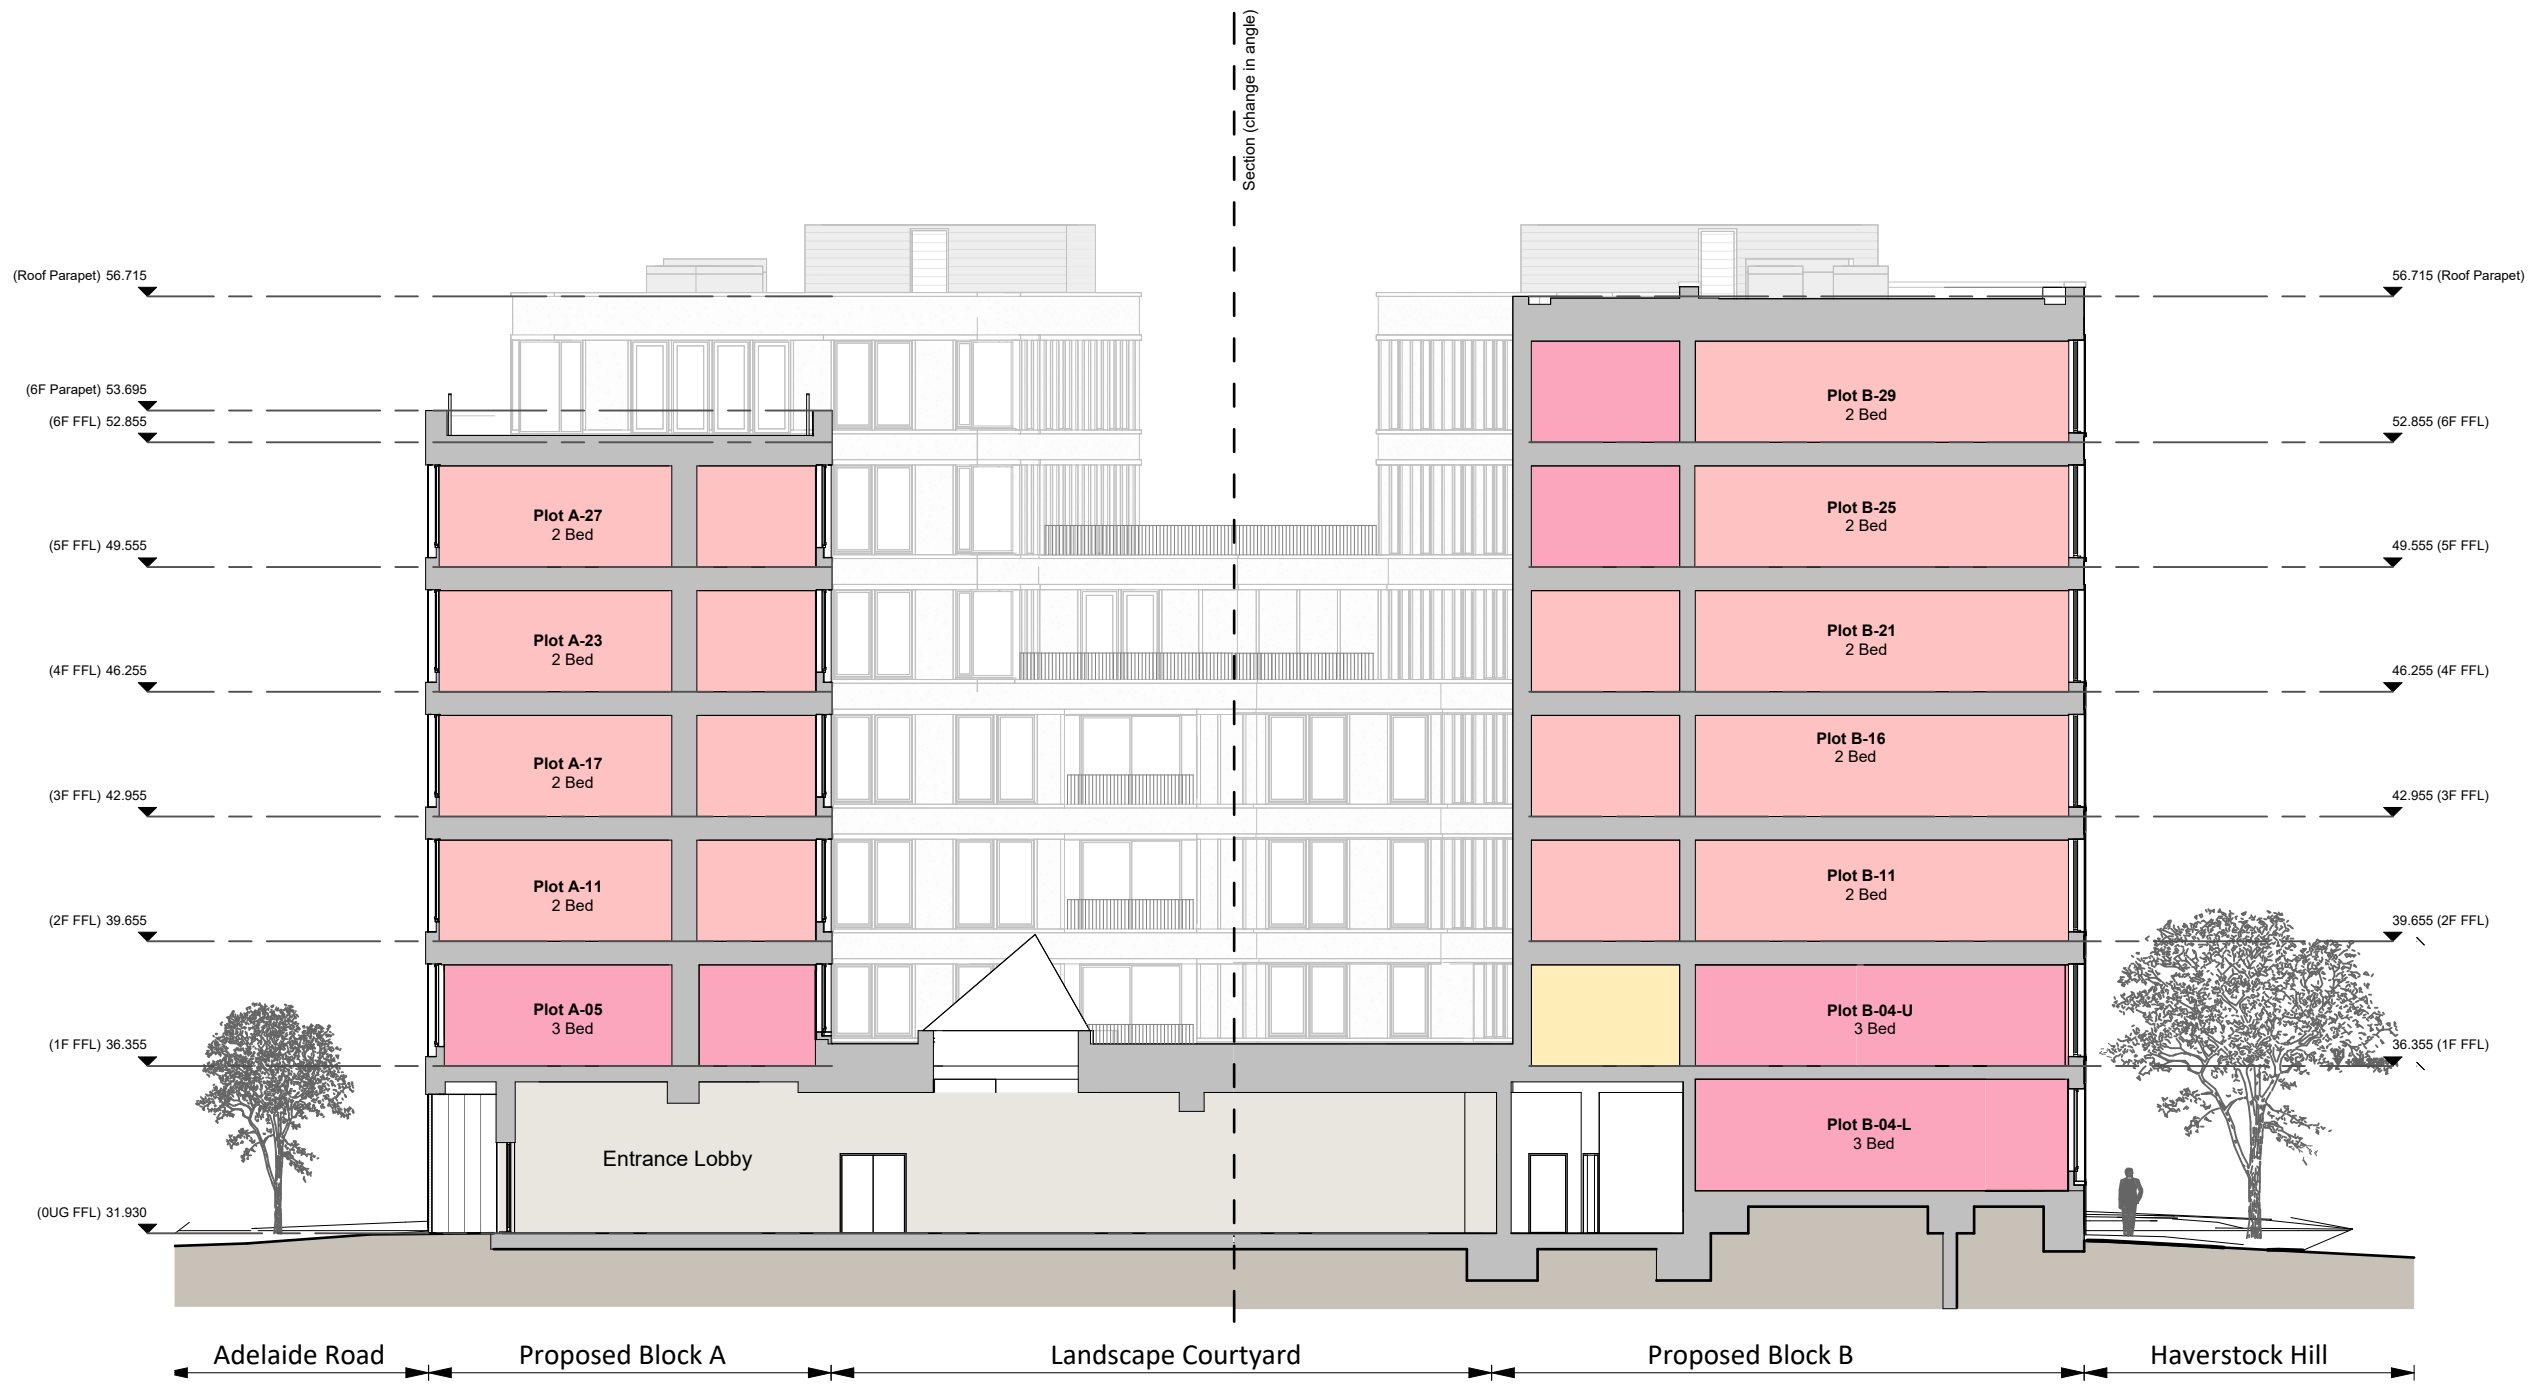 Section (change in angle)
(Roof Parapet) 56.715
56.715 (Roof Parapet)
(6F Parapet) 53.695
(6F FFL) 52.855
52.855 (6F FFL)
(5F FFL) 49.555
49.555 (5F FFL)
(4F FFL) 46.255
46.255 (4F FFL)
(3F FFL) 42.955
42.955 (3F FFL)
(2F FFL) 39.655
39.655 (2F FFL)
(1F FFL) 36.355
36.355 (1F FFL)
(0UG FFL) 31.930
Plot A-27
2 Bed
Plot A-23
2 Bed
Plot A-17
2 Bed
Plot A-11
2 Bed
Plot A-05
3 Bed
Entrance Lobby
Plot B-29
2 Bed
Plot B-25
2 Bed
Plot B-21
2 Bed
Plot B-16
2 Bed
Plot B-11
2 Bed
Plot B-04-U
3 Bed
Plot B-04-L
3 Bed
Adelaide Road
Proposed Block A
Landscape Courtyard
Proposed Block B
Haverstock Hill